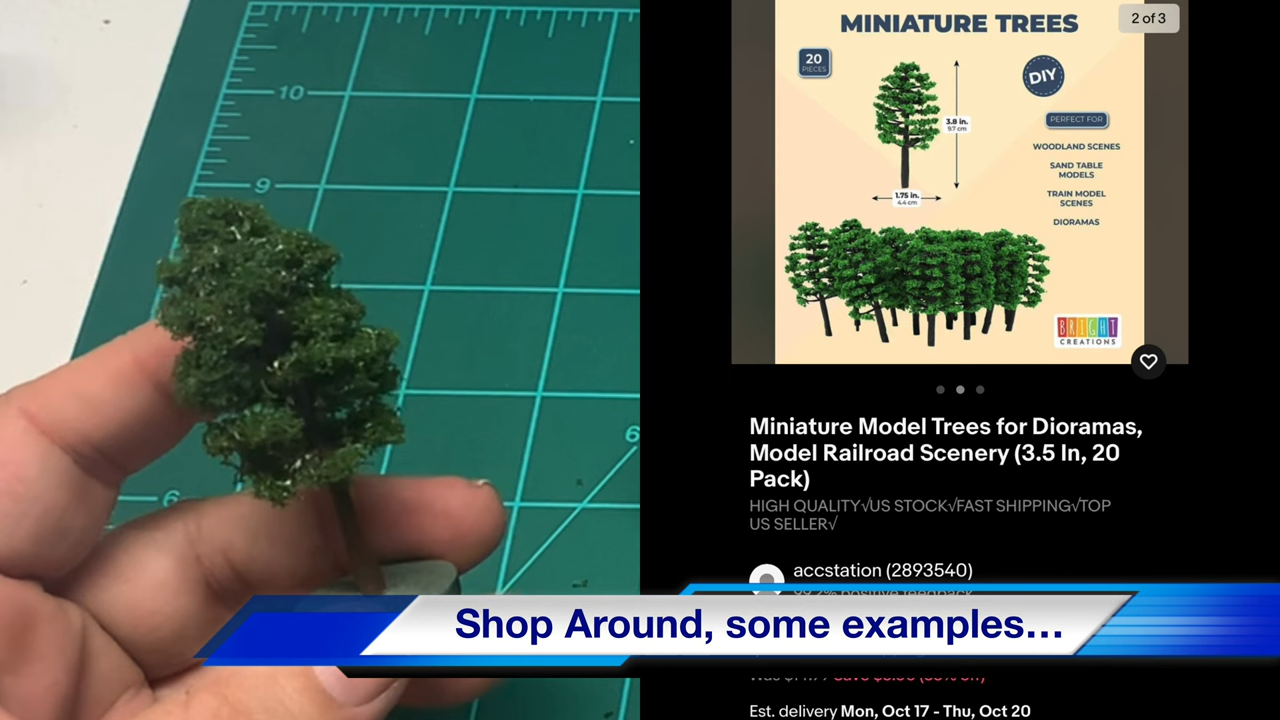 10
9
6
6
MINIATURE TREES
2 of 3
20
PIECES
DIY
3.8 in.
9.7 cm
PERFECT FOR
WOODLAND SCENES
SAND TABLE
MODELS
TRAIN MODEL
SCENES
DIORAMAS
1.75 in.
4.4 cm
BRIGHT
CREATIONS
Miniature Model Trees for Dioramas,
Model Railroad Scenery (3.5 In, 20
Pack)
HIGH QUALITY√US STOCK√FAST SHIPPING√TOP
US SELLER√
accstation (2893540)
Shop Around, some examples...
Est. delivery Mon, Oct 17 - Thu, Oct 20